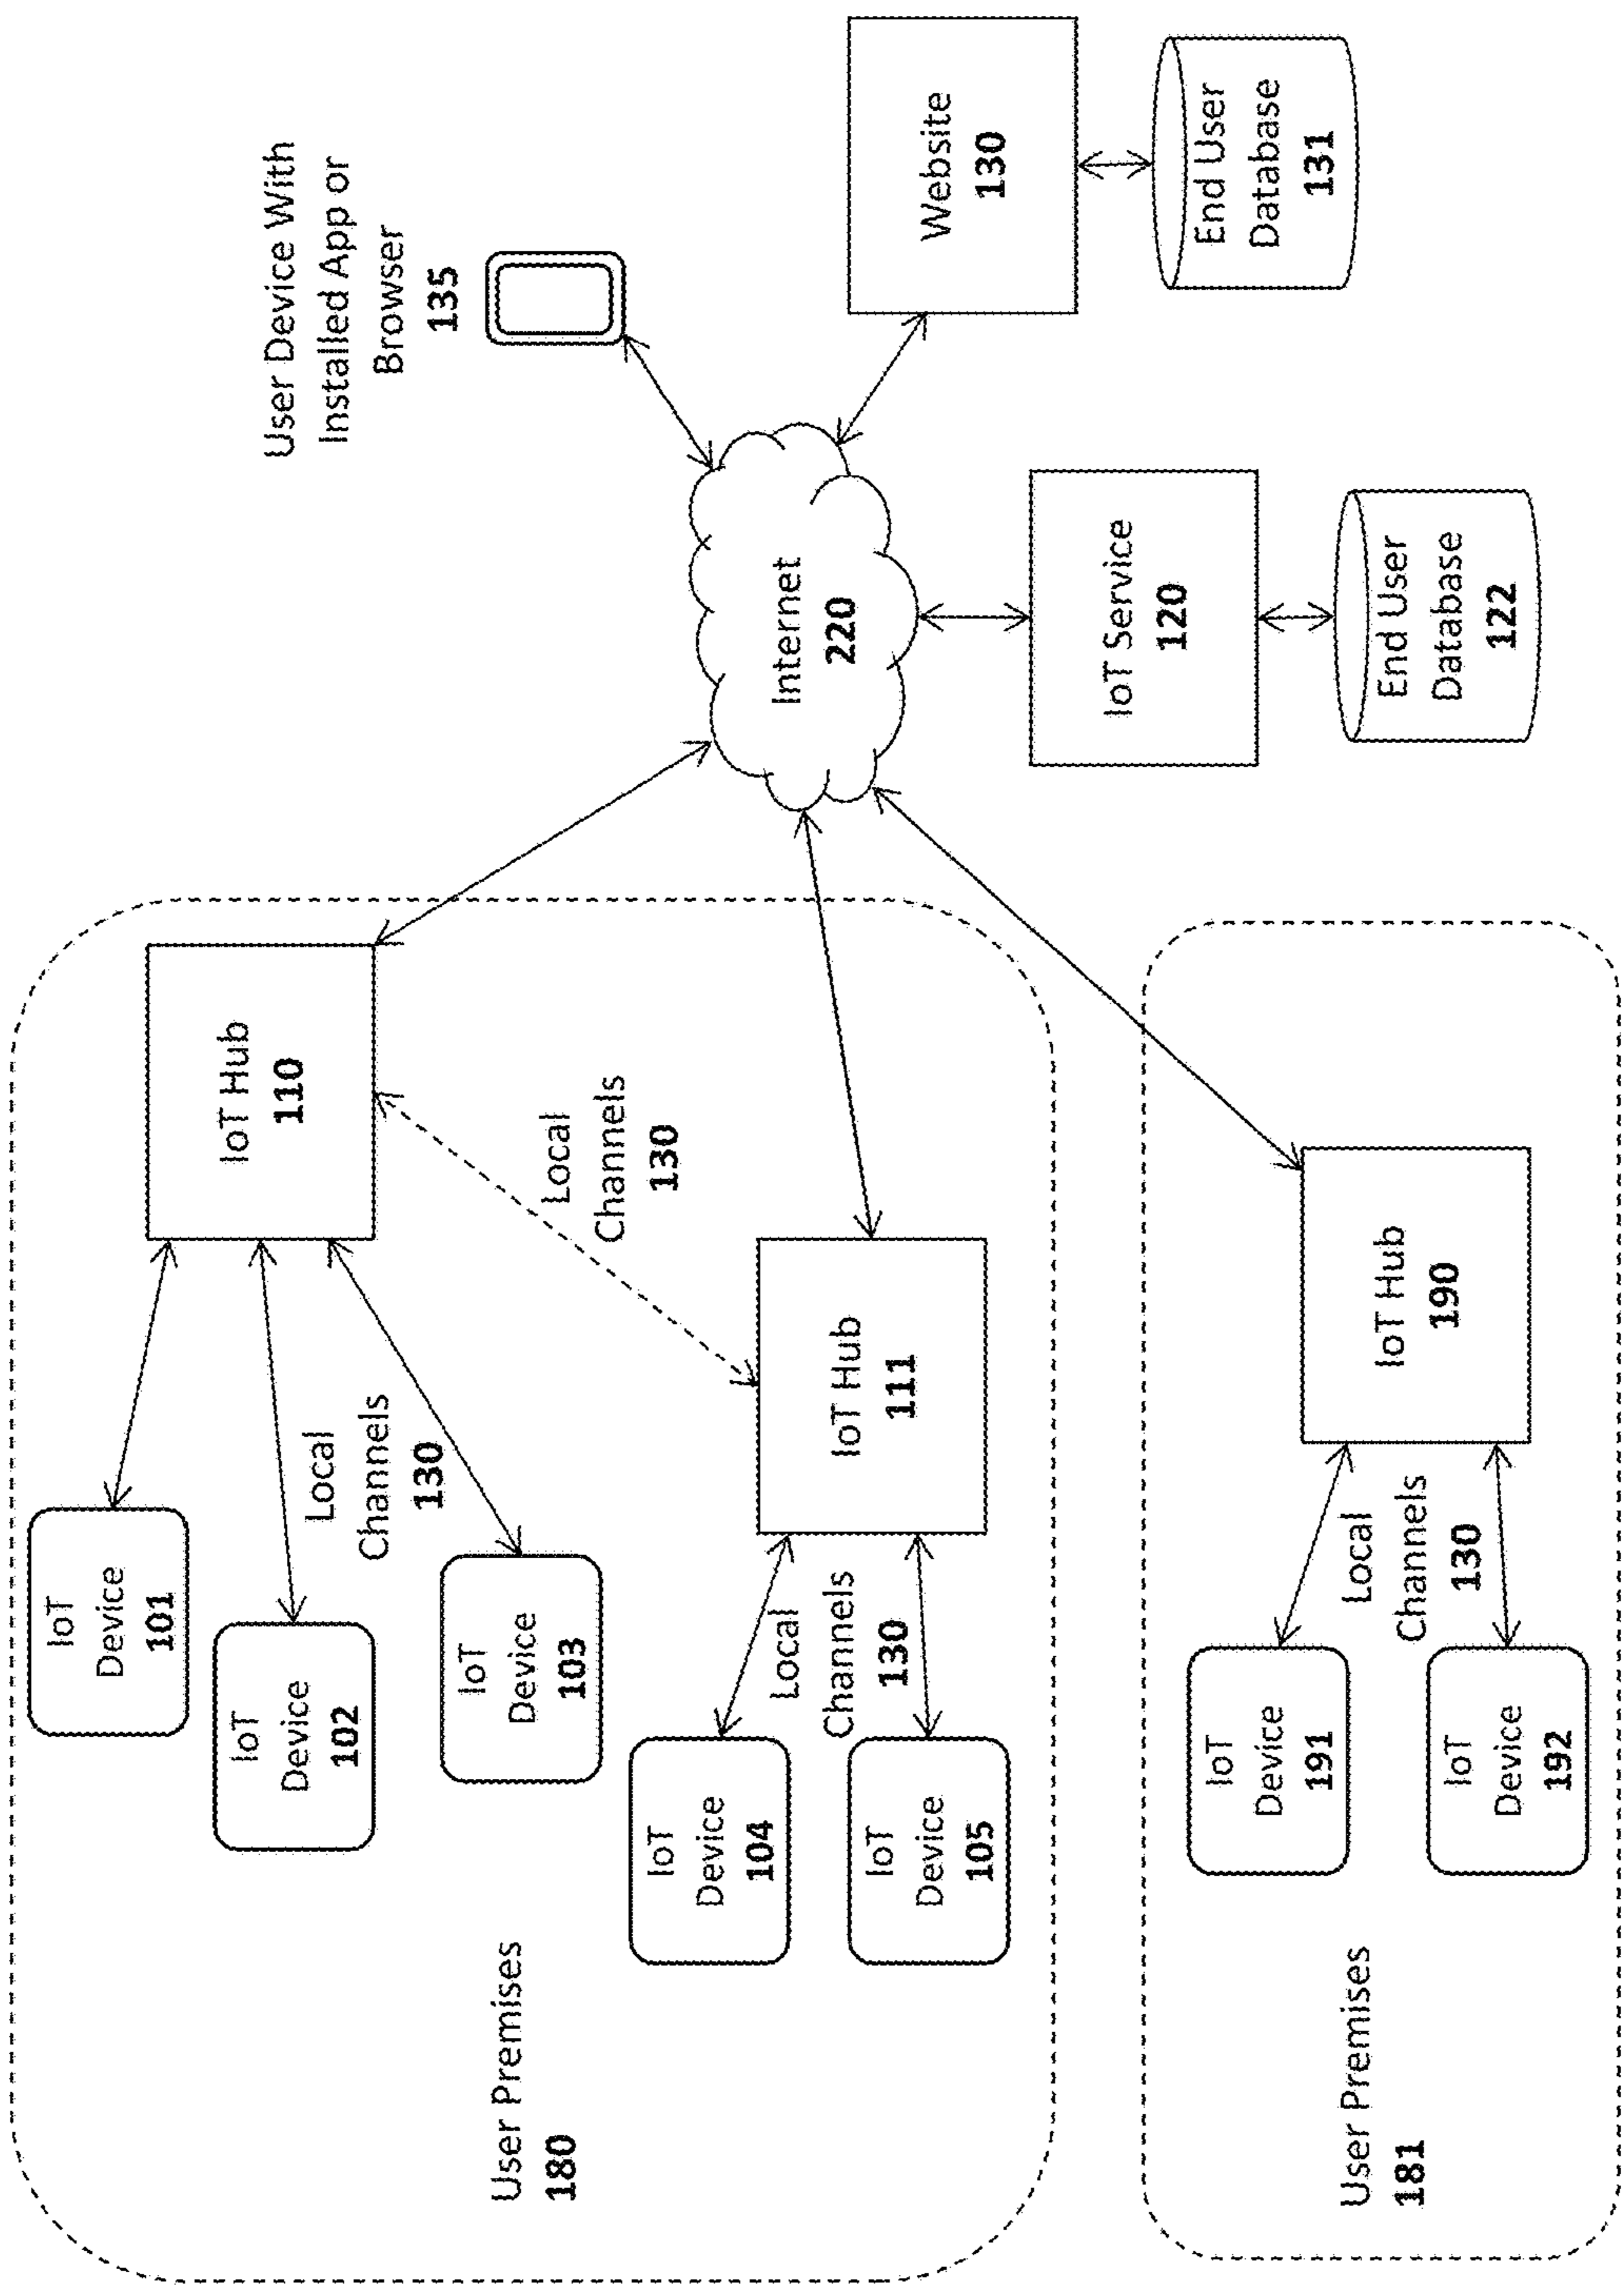 User Device With
Installed App or
Browser
135
IoT
Device
101
IoT
Device
102
IoT
Device
103
Local
Channels
130
IoT Hub
110
Local
Channels
130
User Premises
180
IoT
Device
104
IoT
Device
105
Local
Channels
130
IoT Hub
111
Internet
220
Website
130
End User
Database
131
IoT Service
120
End User
Database
122
User Premises
181
IoT
Device
191
IoT
Device
192
Local
Channels
130
IoT Hub
190